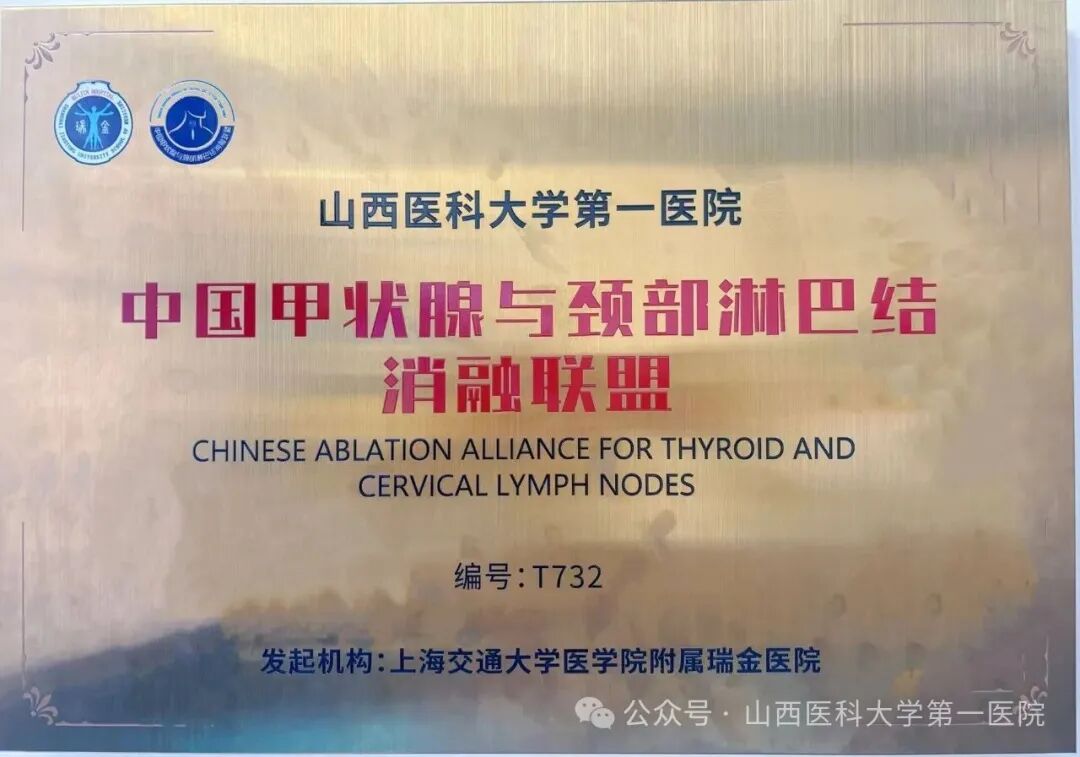 瑞金
山西医科大学第一医院
中国甲状腺与颈部淋巴结
消融联盟
CHINESE ABLATION ALLIANCE FOR THYROID AND
CERVICAL LYMPH NODES
编号:T732
发起机构:上海交通大学医学院附属瑞金医院
公众号·山西医科大学第一医院